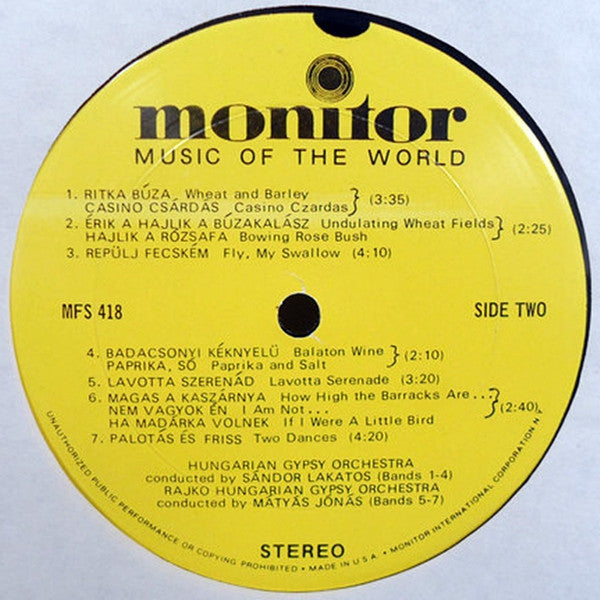 monitor
MUSIC OF THE WORLD
1. RITKA BÚZA Wheat and Barley
CASINO CSÁRDÁS Casino Czardas } (3:35)
2. ÉRIK A HAJLIK A BÚZAKALÁSZ Undulating Wheat Fields
HAJLIK A RÓZSAFA Bowing Rose Bush } (2:25)
3. REPÜLJ FECSKÉM Fly, My Swallow (4:10)
MFS 418
SIDE TWO
4. BADACSONYI KÉKNYELÜ Balaton Wine
PAPRIKA, SÓ Paprika and Salt } (2:10)
5. LAVOTTA SZERENÁD Lavotta Serenade (3:20)
6. MAGAS A KASZÁRNYA How High the Barracks Are...
NEM VAGYOK ÉN I Am Not... } (2:40)
HA MADÁRKA VOLNEK If I Were A Little Bird
7. PALOTÁS ÉS FRISS Two Dances (4:20)
HUNGARIAN GYPSY ORCHESTRA
conducted by SÁNDOR LAKATOS (Bands 1-4)
RAJKO HUNGARIAN GYPSY ORCHESTRA
conducted by MÁTYÁS JÓNÁS (Bands 5-7)
STEREO
UNAUTHORIZED PUBLIC PERFORMANCE OR COPYING PROHIBITED • MADE IN U.S.A. • MONITOR INTERNATIONAL CORPORATION N